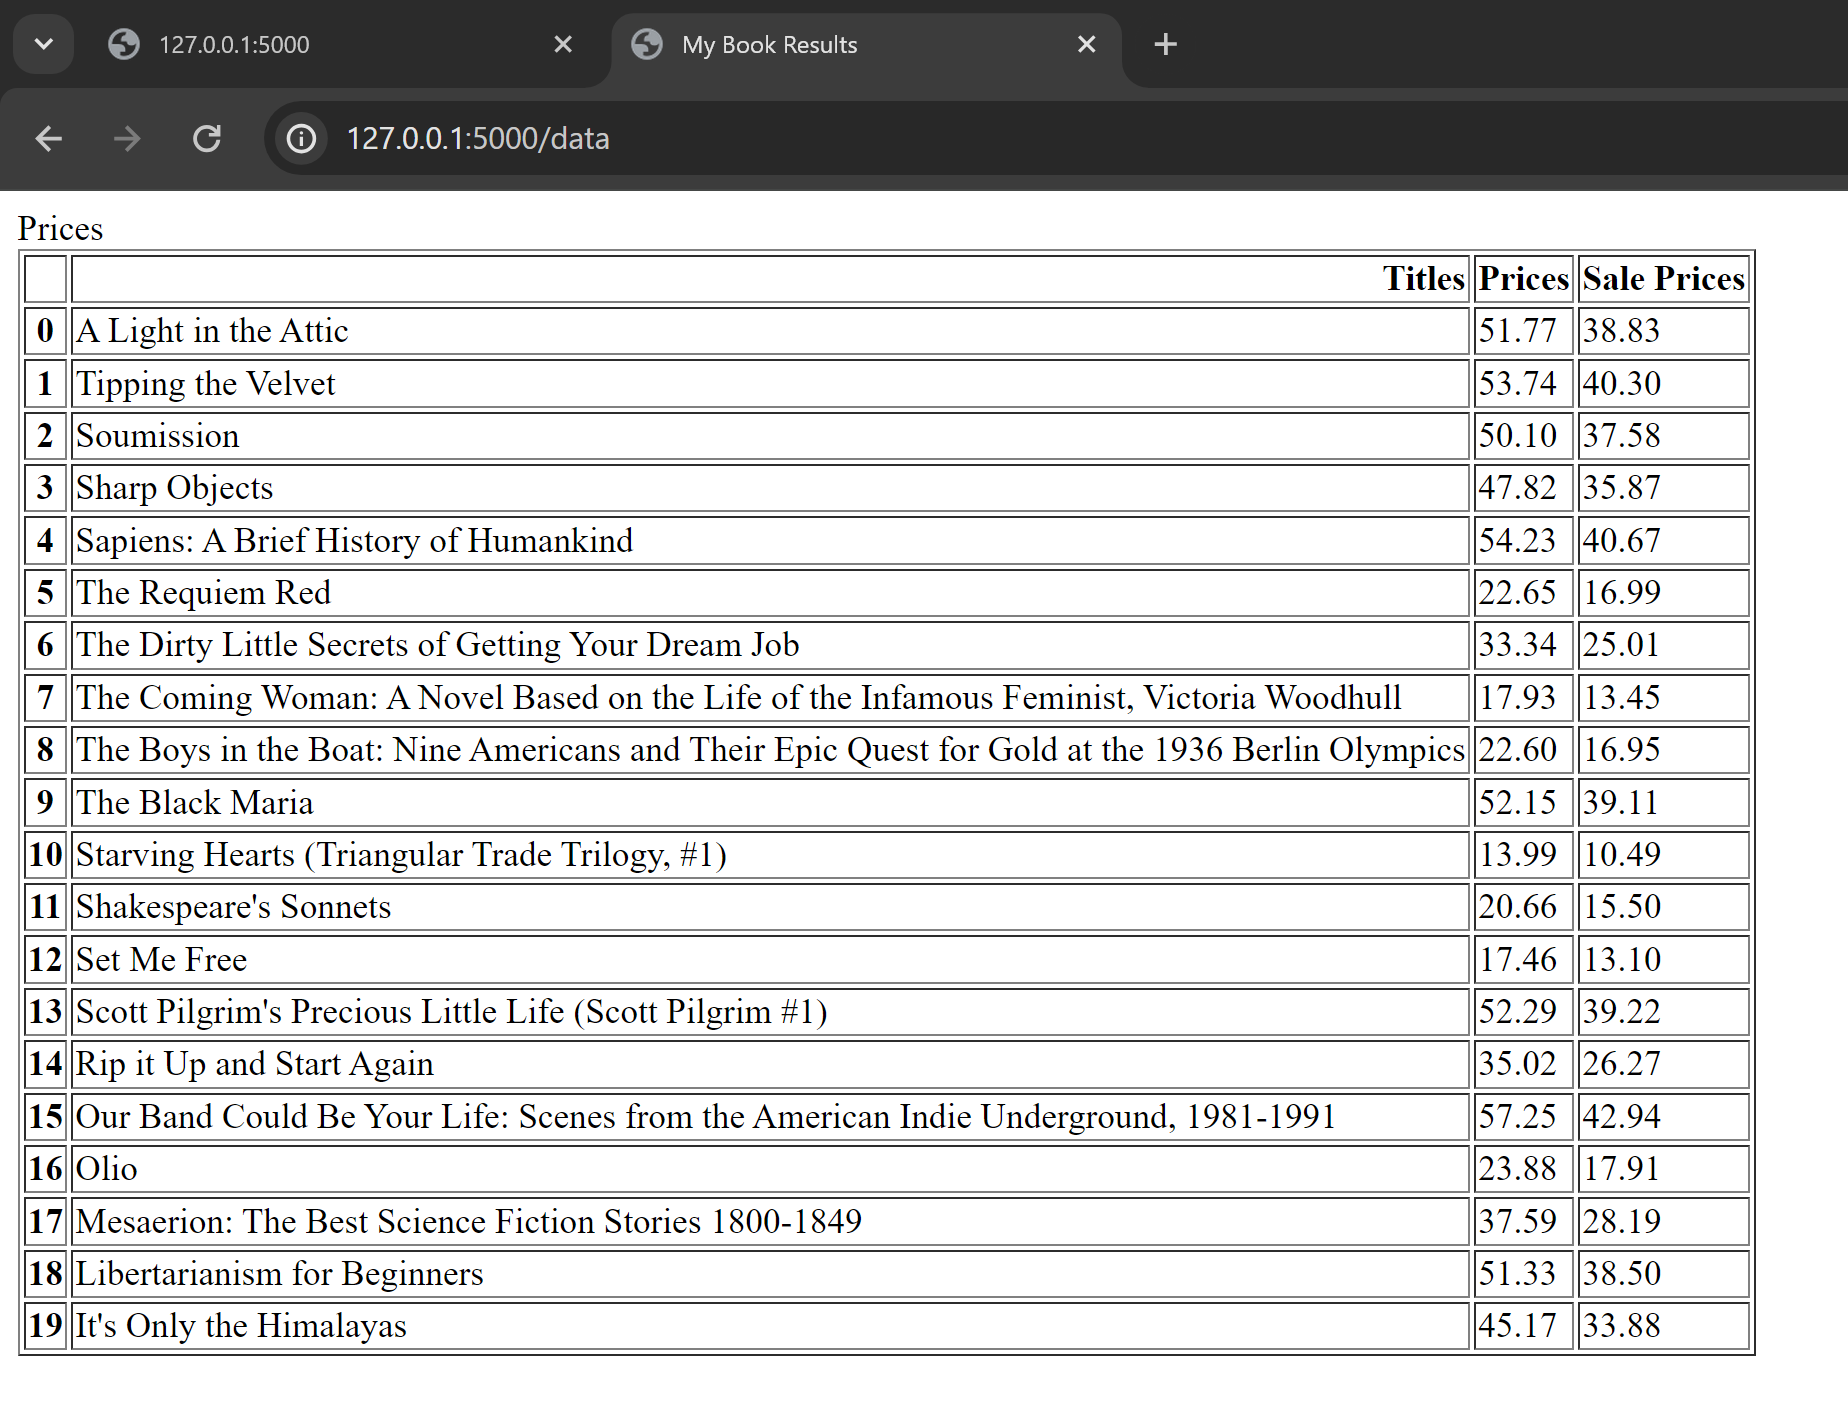 127.0.0.1:5000 My Book Results
127.0.0.1:5000/data
Prices
Titles Prices Sale Prices
0 A Light in the Attic 51.77 38.83
1 Tipping the Velvet 53.74 40.30
2 Soumission 50.10 37.58
3 Sharp Objects 47.82 35.87
4 Sapiens: A Brief History of Humankind 54.23 40.67
5 The Requiem Red 22.65 16.99
6 The Dirty Little Secrets of Getting Your Dream Job 33.34 25.01
7 The Coming Woman: A Novel Based on the Life of the Infamous Feminist, Victoria Woodhull 17.93 13.45
8 The Boys in the Boat: Nine Americans and Their Epic Quest for Gold at the 1936 Berlin Olympics 22.60 16.95
9 The Black Maria 52.15 39.11
10 Starving Hearts (Triangular Trade Trilogy, #1) 13.99 10.49
11 Shakespeare's Sonnets 20.66 15.50
12 Set Me Free 17.46 13.10
13 Scott Pilgrim's Precious Little Life (Scott Pilgrim #1) 52.29 39.22
14 Rip it Up and Start Again 35.02 26.27
15 Our Band Could Be Your Life: Scenes from the American Indie Underground, 1981-1991 57.25 42.94
16 Olio 23.88 17.91
17 Mesaerion: The Best Science Fiction Stories 1800-1849 37.59 28.19
18 Libertarianism for Beginners 51.33 38.50
19 It's Only the Himalayas 45.17 33.88